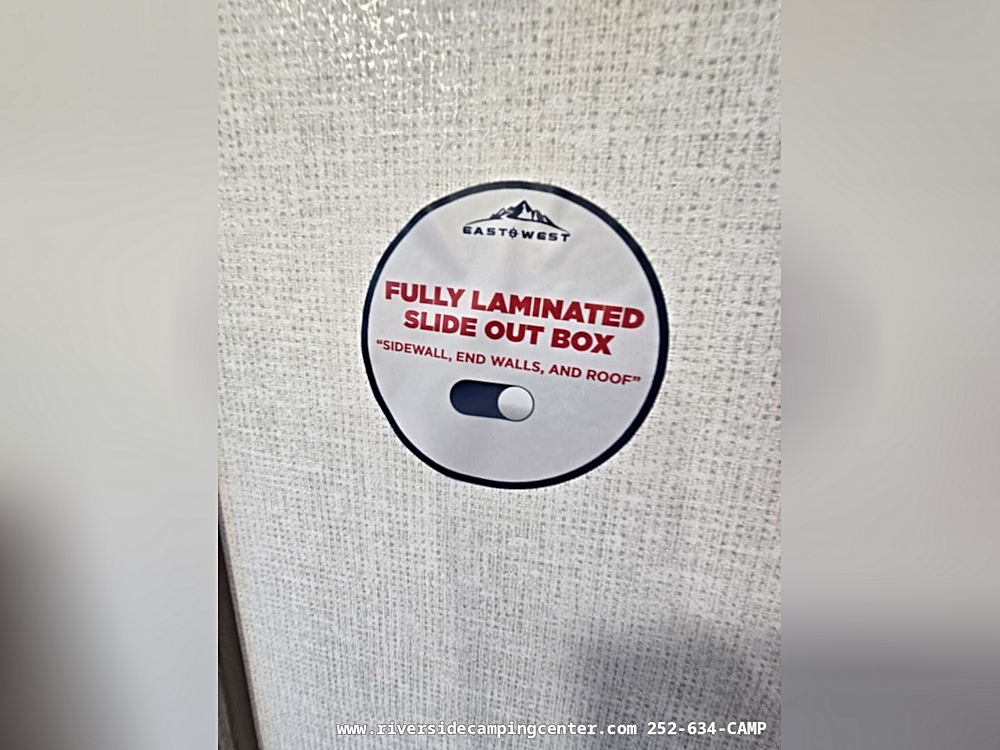 EAST WEST
FULLY LAMINATED
SLIDE OUT BOX
“SIDEWALL, END WALLS, AND ROOF”
www.riversidecampingcenter.com 252-634-CAMP